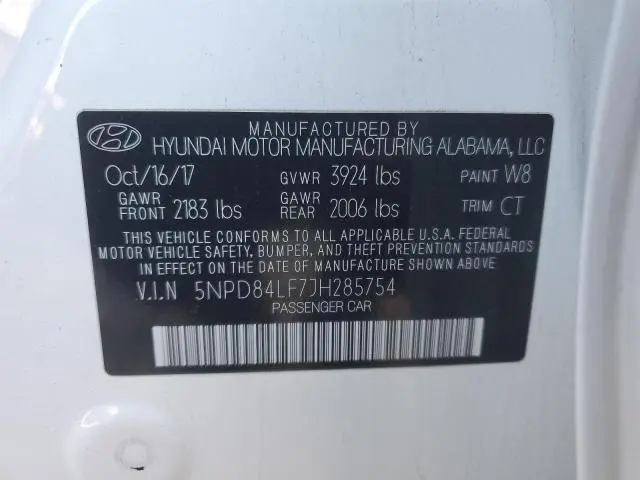 MANUFACTURED BY
HYUNDAI MOTOR MANUFACTURING ALABAMA, LLC
Oct/16/17 GVWR 3924 lbs PAINT W8
GAWR FRONT 2183 lbs GAWR REAR 2006 lbs TRIM CT
THIS VEHICLE CONFORMS TO ALL APPLICABLE U.S.A. FEDERAL
MOTOR VEHICLE SAFETY, BUMPER, AND THEFT PREVENTION STANDARDS
IN EFFECT ON THE DATE OF MANUFACTURE SHOWN ABOVE.
V.I.N 5NPD84LF7JH285754
PASSENGER CAR